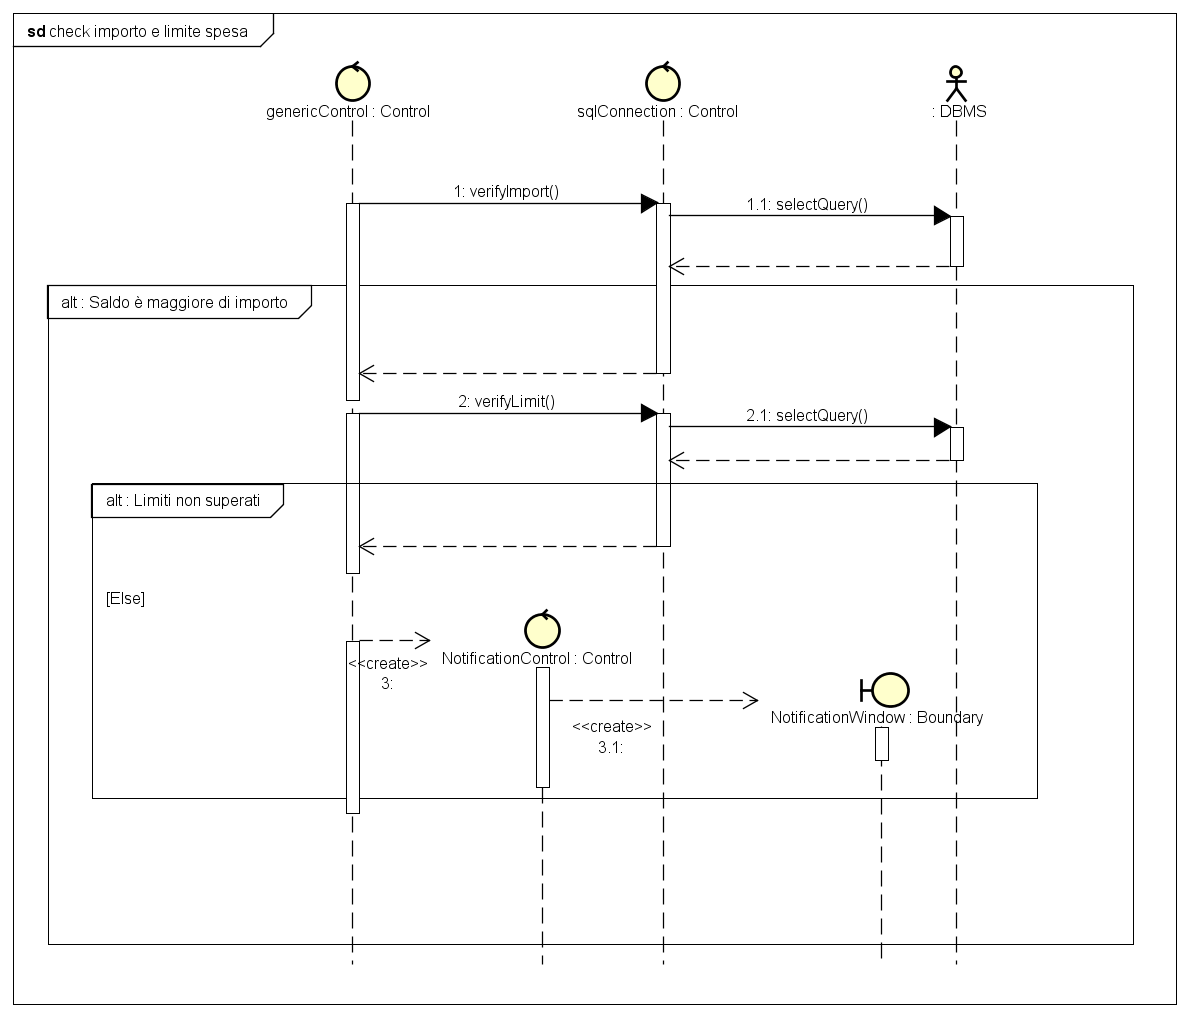 sd check importo e limite spesa
genericControl : Control
sqlConnection : Control
: DBMS
1: verifyImport()
1.1: selectQuery()
alt : Saldo è maggiore di importo
2: verifyLimit()
2.1: selectQuery()
alt : Limiti non superati
[Else]
NotificationControl : Control
<<create>>
3:
NotificationWindow : Boundary
<<create>>
3.1: